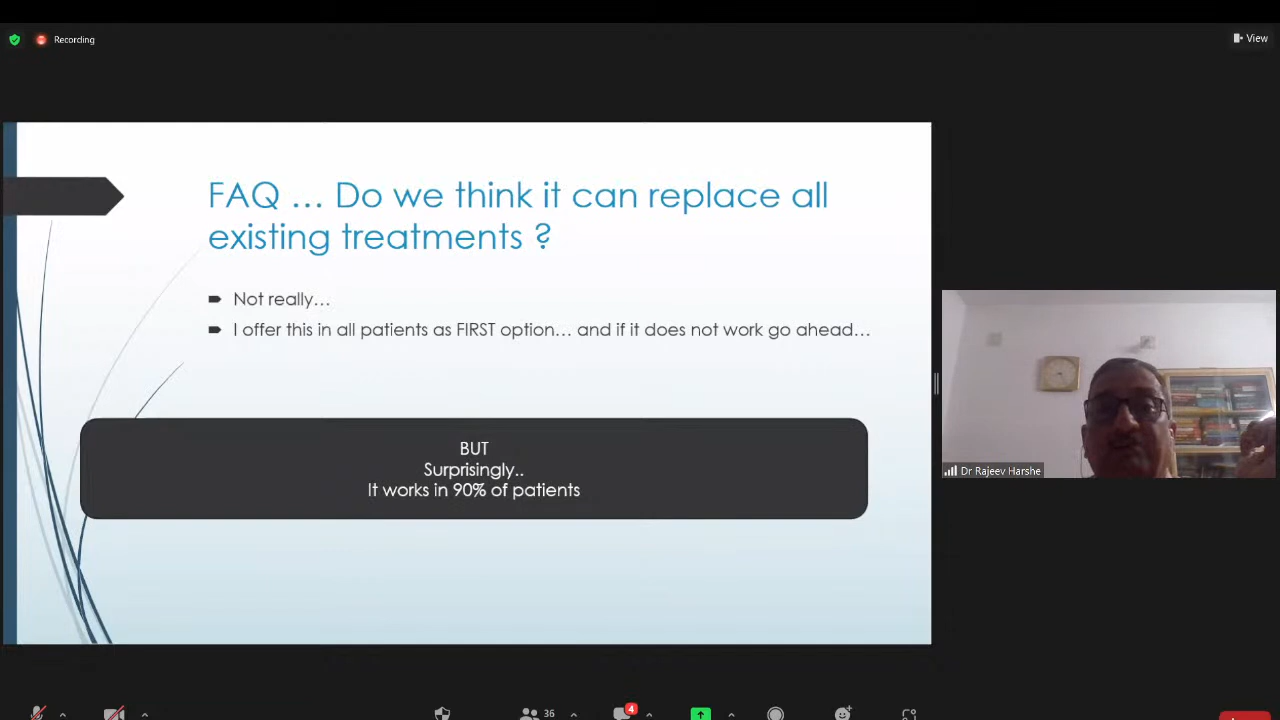 Recording
View
FAQ ... Do we think it can replace all
existing treatments ?
Not really...
I offer this in all patients as FIRST option... and if it does not work go ahead...
BUT
Surprisingly..
It works in 90% of patients
Dr Rajeev Harshe
36
4